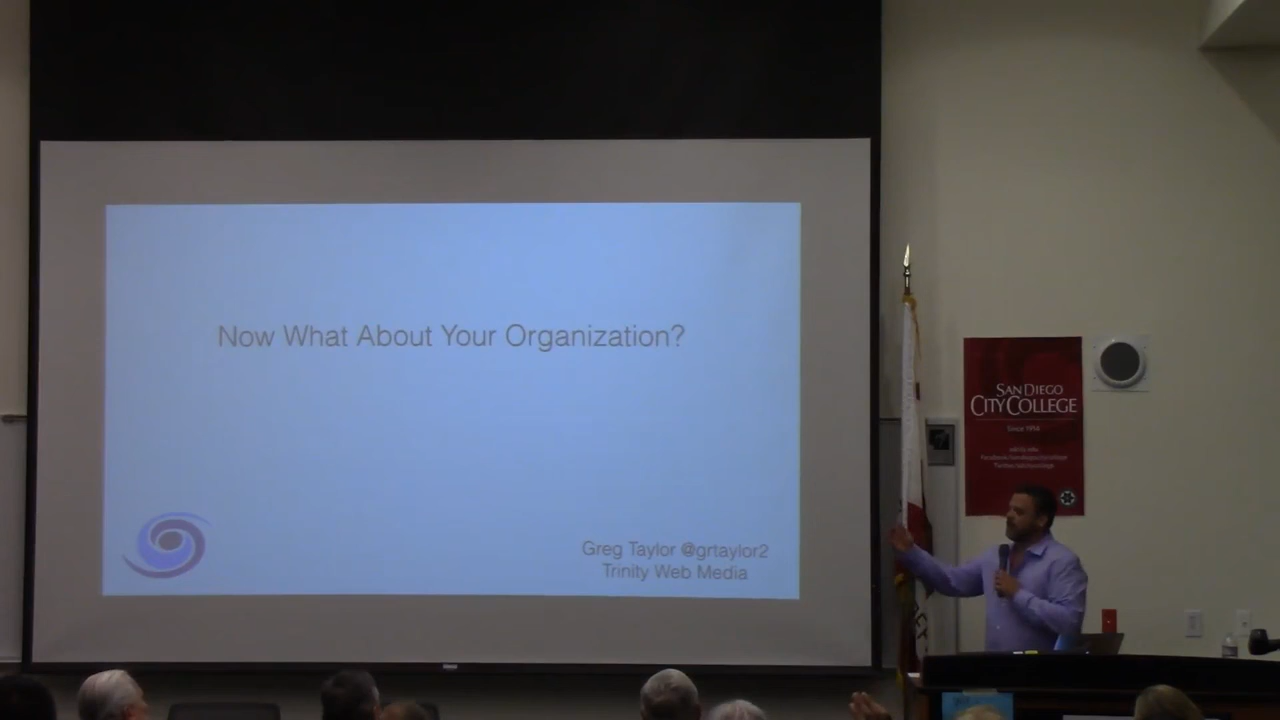 Now What About Your Organization?
Greg Taylor @grtaylor2
Trinity Web Media
SAN DIEGO
CITY COLLEGE
Since 1914